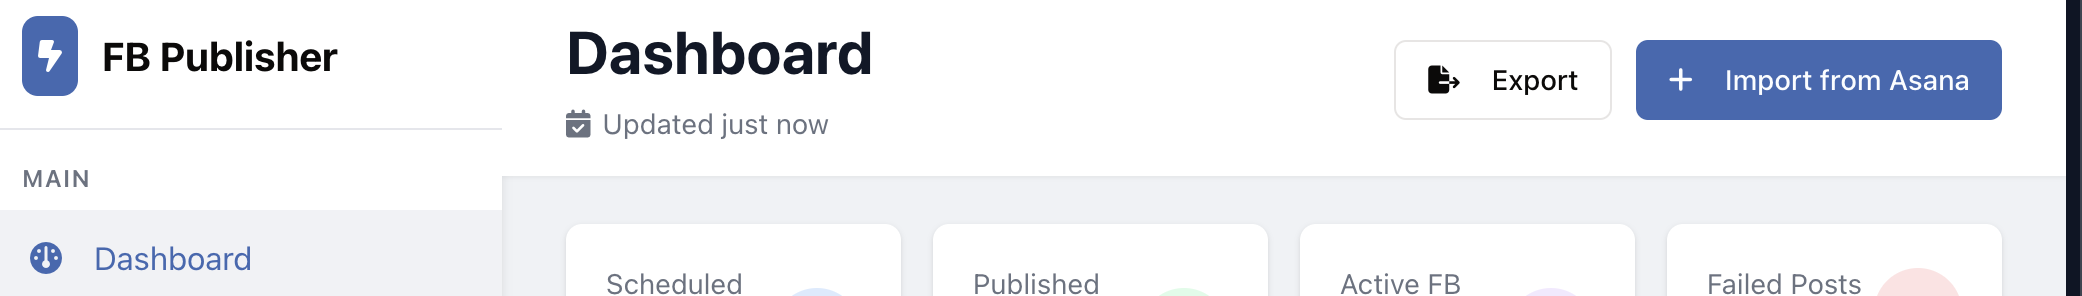 FB Publisher
Dashboard
Updated just now
Export
Import from Asana
MAIN
Dashboard
Scheduled
Published
Active FB
Failed Posts